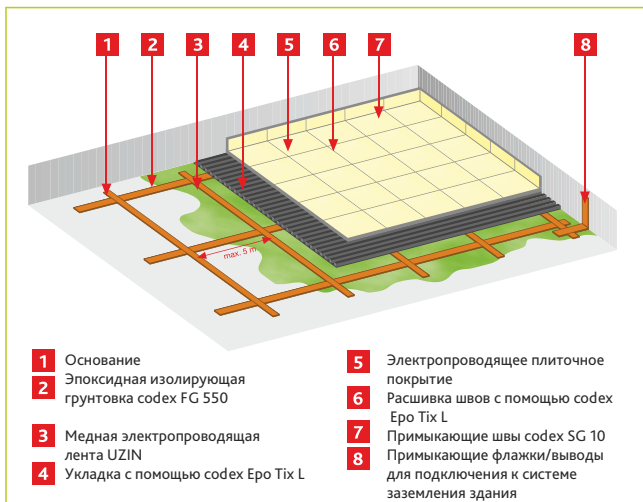 1 2 3 4 5 6 7 8
max. 5 m
1 Основание
2 Эпоксидная изолирующая
грунтовка codex FG 550
3 Медная электропроводящая
лента UZIN
4 Укладка с помощью codex Epo Tix L
5 Электропроводящее плиточное
покрытие
6 Расшивка швов с помощью codex
Epo Tix L
7 Примыкающие швы codex SG 10
8 Примыкающие флажки/выводы
для подключения к системе
заземления здания